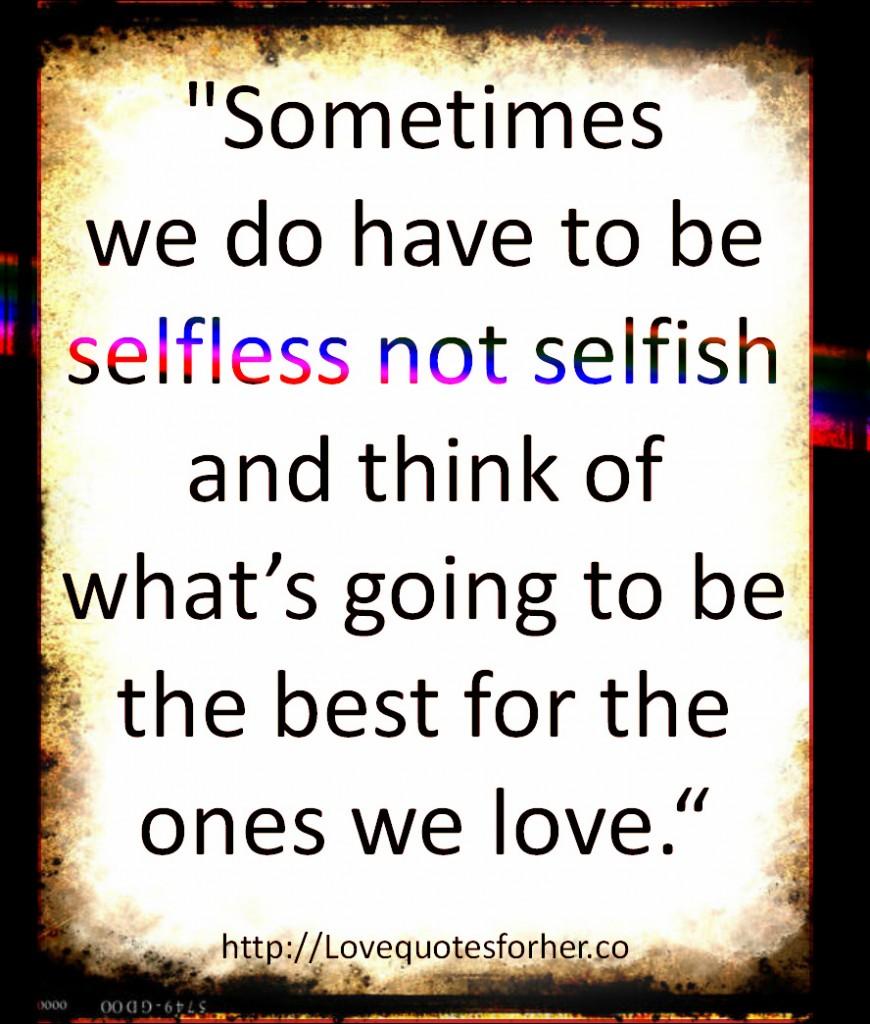 "Sometimes
we do have to be
selfless not selfish
and think of
what’s going to be
the best for the
ones we love.“
http://Lovequotesforher.co